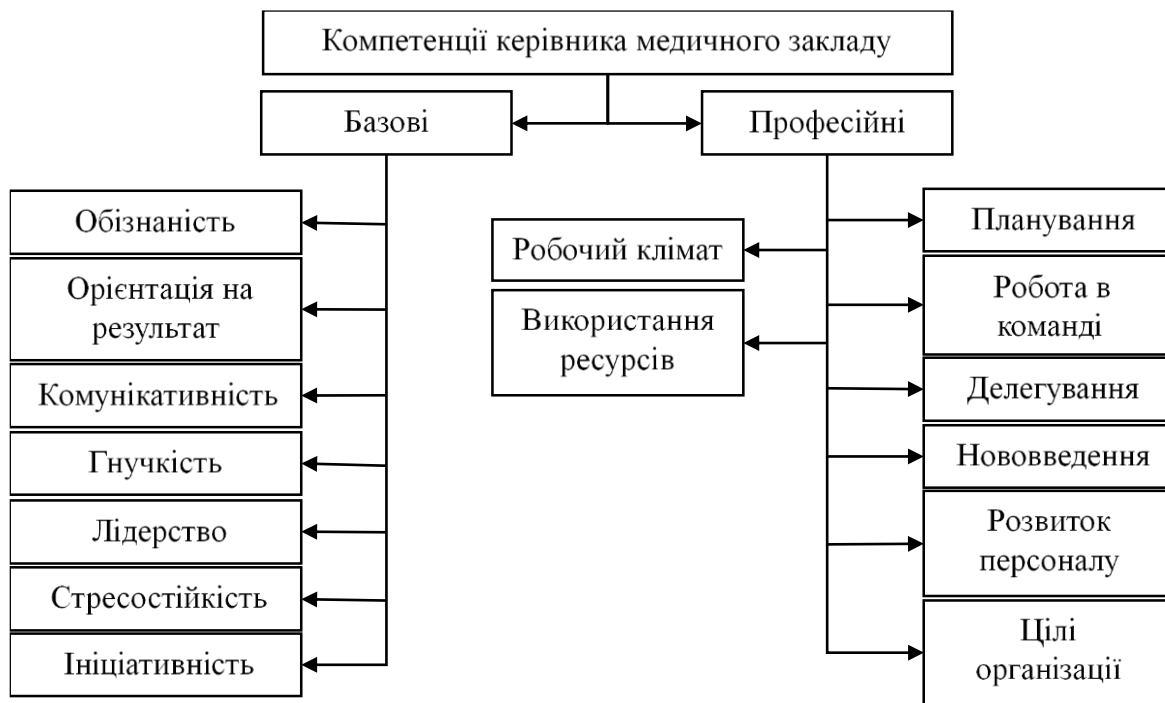 Компетенції керівника медичного закладу
Базові
Професійні
Обізнаність
Орієнтація на
результат
Комунікативність
Гнучкість
Лідерство
Стресостійкість
Ініціативність
Робочий клімат
Використання
ресурсів
Планування
Робота в
команді
Делегування
Нововведення
Розвиток
персоналу
Цілі
організації